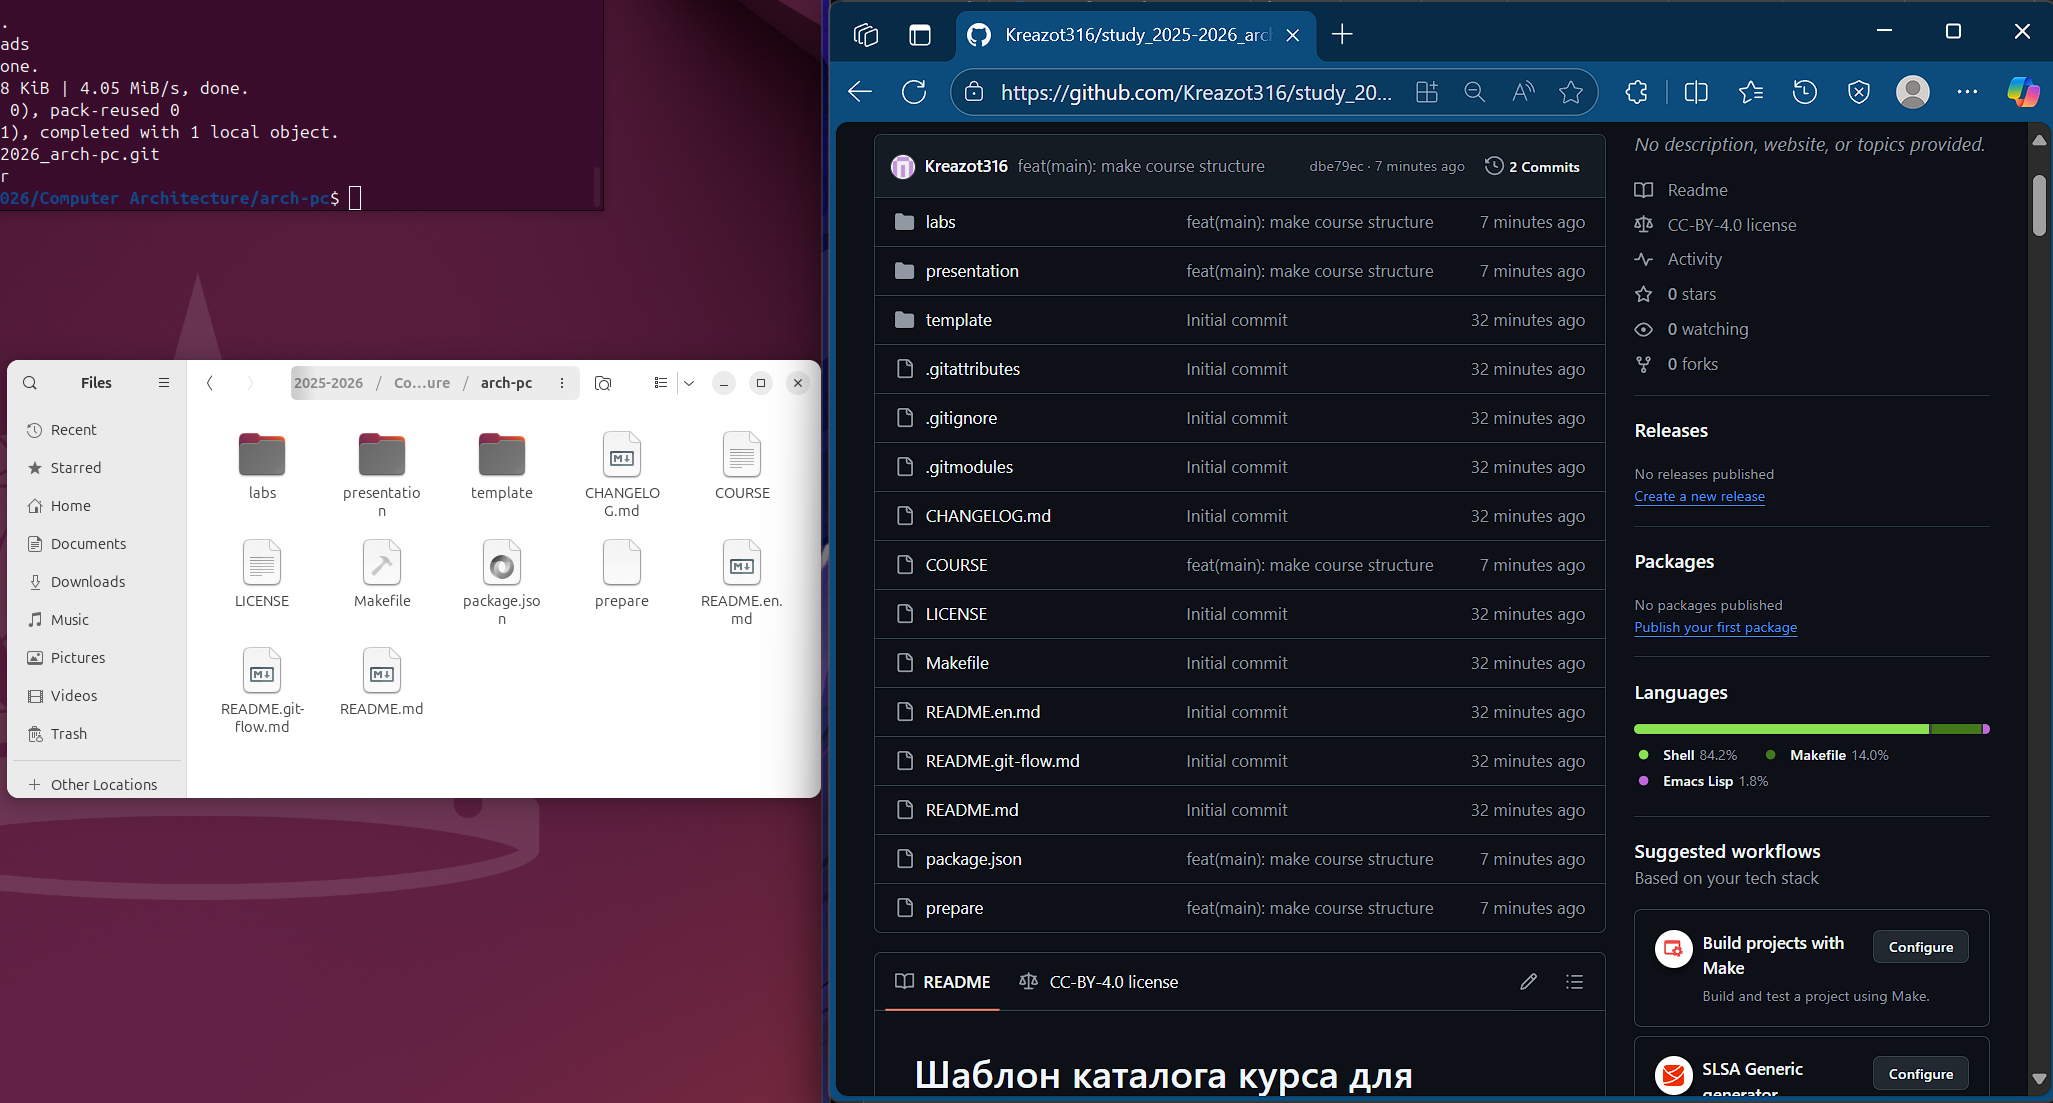 .
ads
one.
8 KiB | 4.05 MiB/s, done.
0), pack-reused 0
1), completed with 1 local object.
2026_arch-pc.git
r
026/Computer Architecture/arch-pc$
Files
2025-2026 / Co...ure / arch-pc
Recent
Starred
Home
Documents
Downloads
Music
Pictures
Videos
Trash
Other Locations
labs
presentatio
n
template
CHANGELO
G.md
COURSE
LICENSE
Makefile
package.jso
n
prepare
README.en.
md
README.git-
flow.md
README.md
Kreazot316/study_2025-2026_arc
https://github.com/Kreazot316/study_20...
Kreazot316 feat(main): make course structure dbe79ec · 7 minutes ago 2 Commits
labs feat(main): make course structure 7 minutes ago
presentation feat(main): make course structure 7 minutes ago
template Initial commit 32 minutes ago
.gitattributes Initial commit 32 minutes ago
.gitignore Initial commit 32 minutes ago
.gitmodules Initial commit 32 minutes ago
CHANGELOG.md Initial commit 32 minutes ago
COURSE feat(main): make course structure 7 minutes ago
LICENSE Initial commit 32 minutes ago
Makefile Initial commit 32 minutes ago
README.en.md Initial commit 32 minutes ago
README.git-flow.md Initial commit 32 minutes ago
README.md Initial commit 32 minutes ago
package.json feat(main): make course structure 7 minutes ago
prepare feat(main): make course structure 7 minutes ago
README CC-BY-4.0 license
Шаблон каталога курса для
No description, website, or topics provided.
Readme
CC-BY-4.0 license
Activity
0 stars
0 watching
0 forks
Releases
No releases published
Create a new release
Packages
No packages published
Publish your first package
Languages
Shell 84.2% Makefile 14.0%
Emacs Lisp 1.8%
Suggested workflows
Based on your tech stack
Build projects with
Make
Configure
Build and test a project using Make.
SLSA Generic
generator
Configure